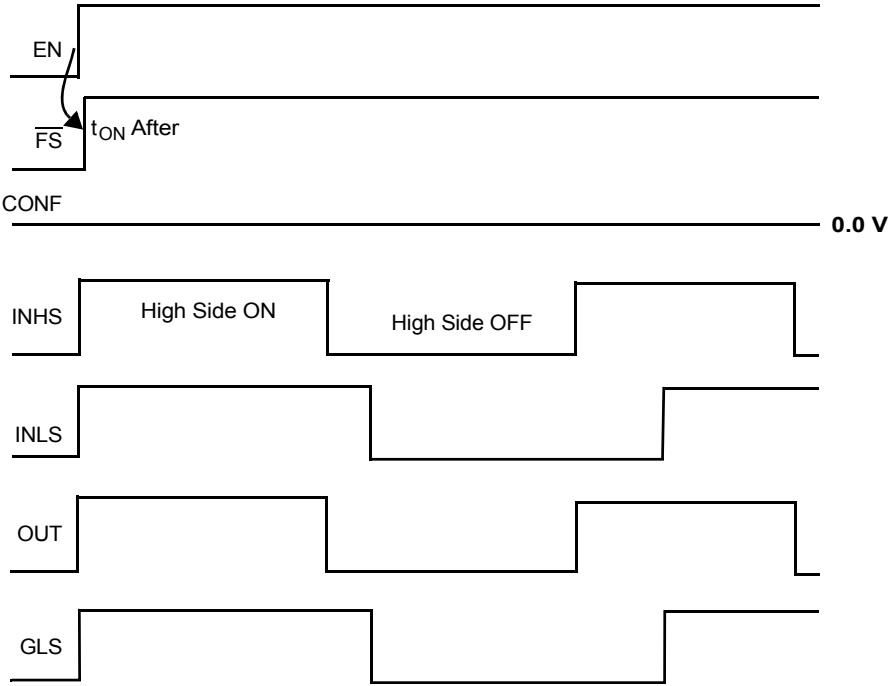 EN
FS
tON After
CONF
0.0 V
INHS
High Side ON
High Side OFF
INLS
OUT
GLS